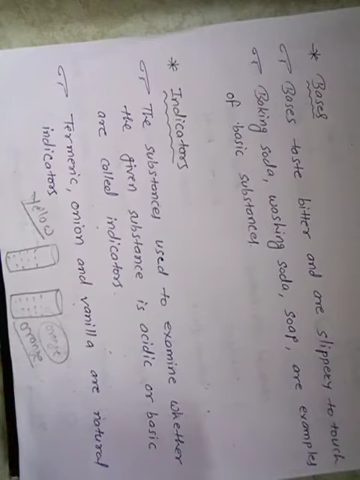 * Bases
Bases taste bitter and are slippery to touch
Baking soda, washing soda, soap, are examples
of basic substances
* Indicators
The substances used to examine whether
the given substance is acidic or basic
are called indicators.
Termeric, onion and vanilla are natural
indicators
orange
orange